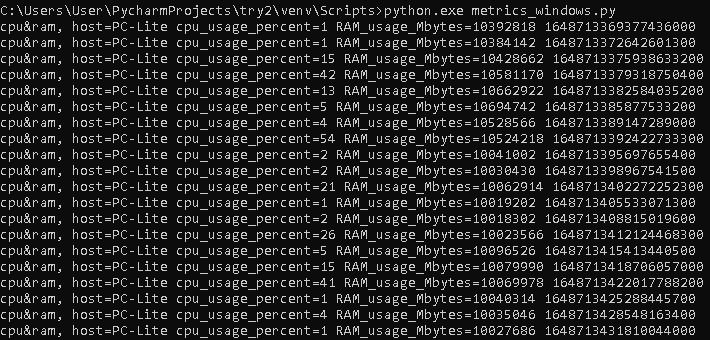 C:\Users\User\PycharmProjects\try2\venv\Scripts>python.exe metrics_windows.py
cpu&ram, host=PC-Lite cpu_usage_percent=1 RAM_usage_Mbytes=10392818 1648713369377436000
cpu&ram, host=PC-Lite cpu_usage_percent=1 RAM_usage_Mbytes=10384142 1648713372642601300
cpu&ram, host=PC-Lite cpu_usage_percent=15 RAM_usage_Mbytes=10428662 1648713375938633200
cpu&ram, host=PC-Lite cpu_usage_percent=42 RAM_usage_Mbytes=10581170 1648713379318750400
cpu&ram, host=PC-Lite cpu_usage_percent=13 RAM_usage_Mbytes=10662922 1648713382584035200
cpu&ram, host=PC-Lite cpu_usage_percent=5 RAM_usage_Mbytes=10694742 1648713385877533200
cpu&ram, host=PC-Lite cpu_usage_percent=4 RAM_usage_Mbytes=10528566 1648713389147289000
cpu&ram, host=PC-Lite cpu_usage_percent=54 RAM_usage_Mbytes=10524218 1648713392422733300
cpu&ram, host=PC-Lite cpu_usage_percent=2 RAM_usage_Mbytes=10041002 1648713395697655400
cpu&ram, host=PC-Lite cpu_usage_percent=2 RAM_usage_Mbytes=10030430 1648713398967541500
cpu&ram, host=PC-Lite cpu_usage_percent=21 RAM_usage_Mbytes=10062914 1648713402272252300
cpu&ram, host=PC-Lite cpu_usage_percent=1 RAM_usage_Mbytes=10019202 1648713405533071300
cpu&ram, host=PC-Lite cpu_usage_percent=2 RAM_usage_Mbytes=10018302 1648713408815019600
cpu&ram, host=PC-Lite cpu_usage_percent=26 RAM_usage_Mbytes=10023566 1648713412124468300
cpu&ram, host=PC-Lite cpu_usage_percent=5 RAM_usage_Mbytes=10096526 1648713415413440500
cpu&ram, host=PC-Lite cpu_usage_percent=15 RAM_usage_Mbytes=10079990 1648713418706057000
cpu&ram, host=PC-Lite cpu_usage_percent=41 RAM_usage_Mbytes=10069978 1648713422017788200
cpu&ram, host=PC-Lite cpu_usage_percent=1 RAM_usage_Mbytes=10040314 1648713425288445700
cpu&ram, host=PC-Lite cpu_usage_percent=4 RAM_usage_Mbytes=10035046 1648713428548163400
cpu&ram, host=PC-Lite cpu_usage_percent=1 RAM_usage_Mbytes=10027686 1648713431810044000